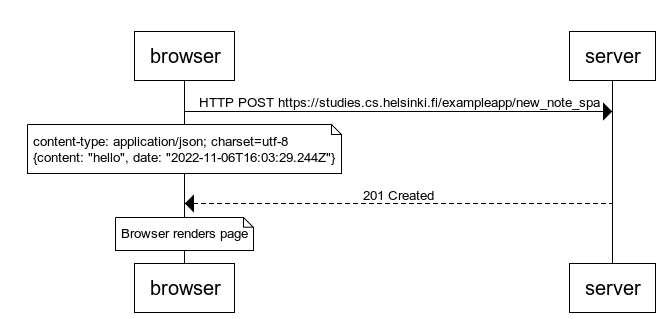 browser
server
HTTP POST https://studies.cs.helsinki.fi/exampleapp/new_note_spa
content-type: application/json; charset=utf-8
{content: "hello", date: "2022-11-06T16:03:29.244Z"}
201 Created
Browser renders page
browser
server